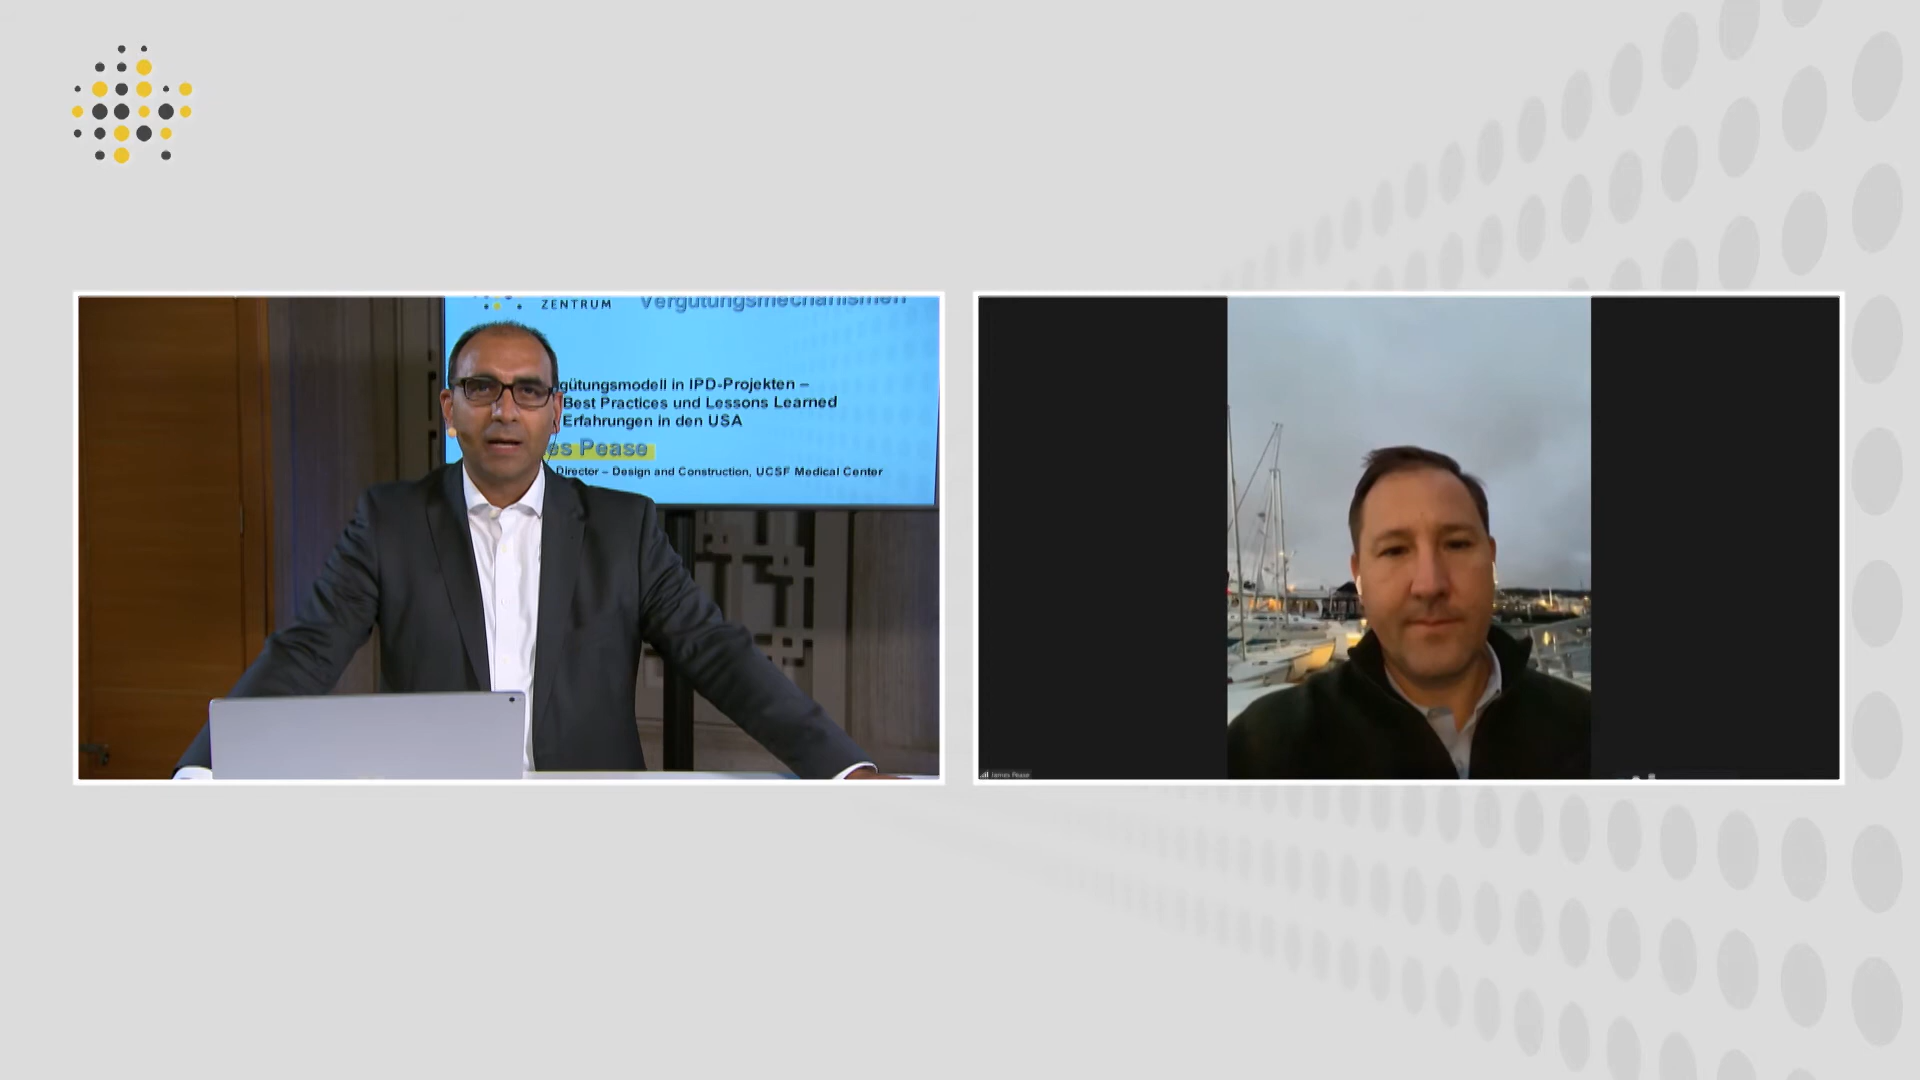 ZENTRUM
Vergütungsmechanismen
gütungsmodell in IPD-Projekten –
Best Practices und Lessons Learned
Erfahrungen in den USA
es Pease
Director – Design and Construction, UCSF Medical Center
James Pease